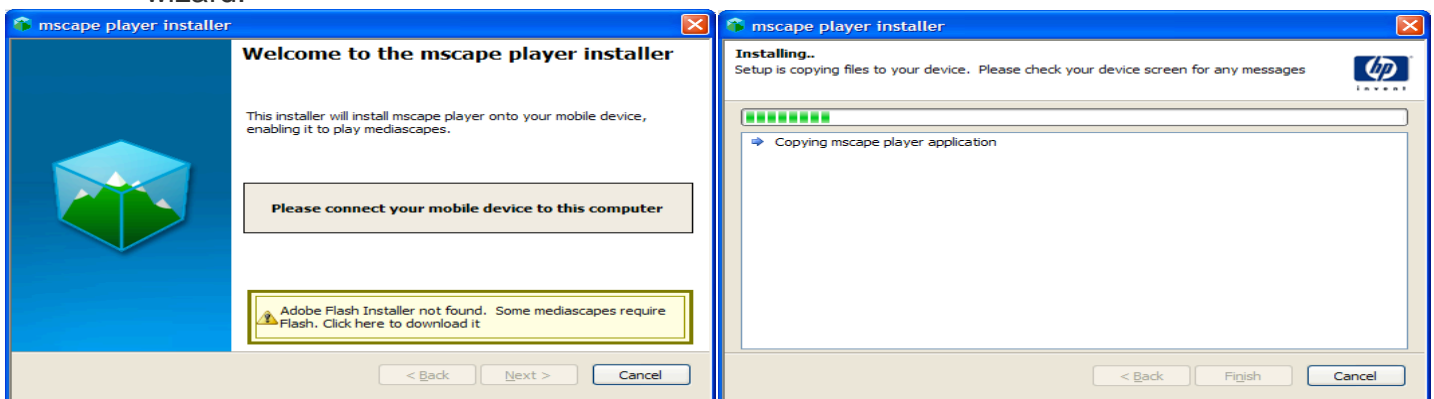 wizard.
mscape player installer
Welcome to the mscape player installer
This installer will install mscape player onto your mobile device,
enabling it to play mediascapes.
Please connect your mobile device to this computer
Adobe Flash Installer not found. Some mediascapes require
Flash. Click here to download it
< Back
Next >
Cancel
mscape player installer
Installing..
Setup is copying files to your device. Please check your device screen for any messages
hp
invent
Copying mscape player application
< Back
Finish
Cancel